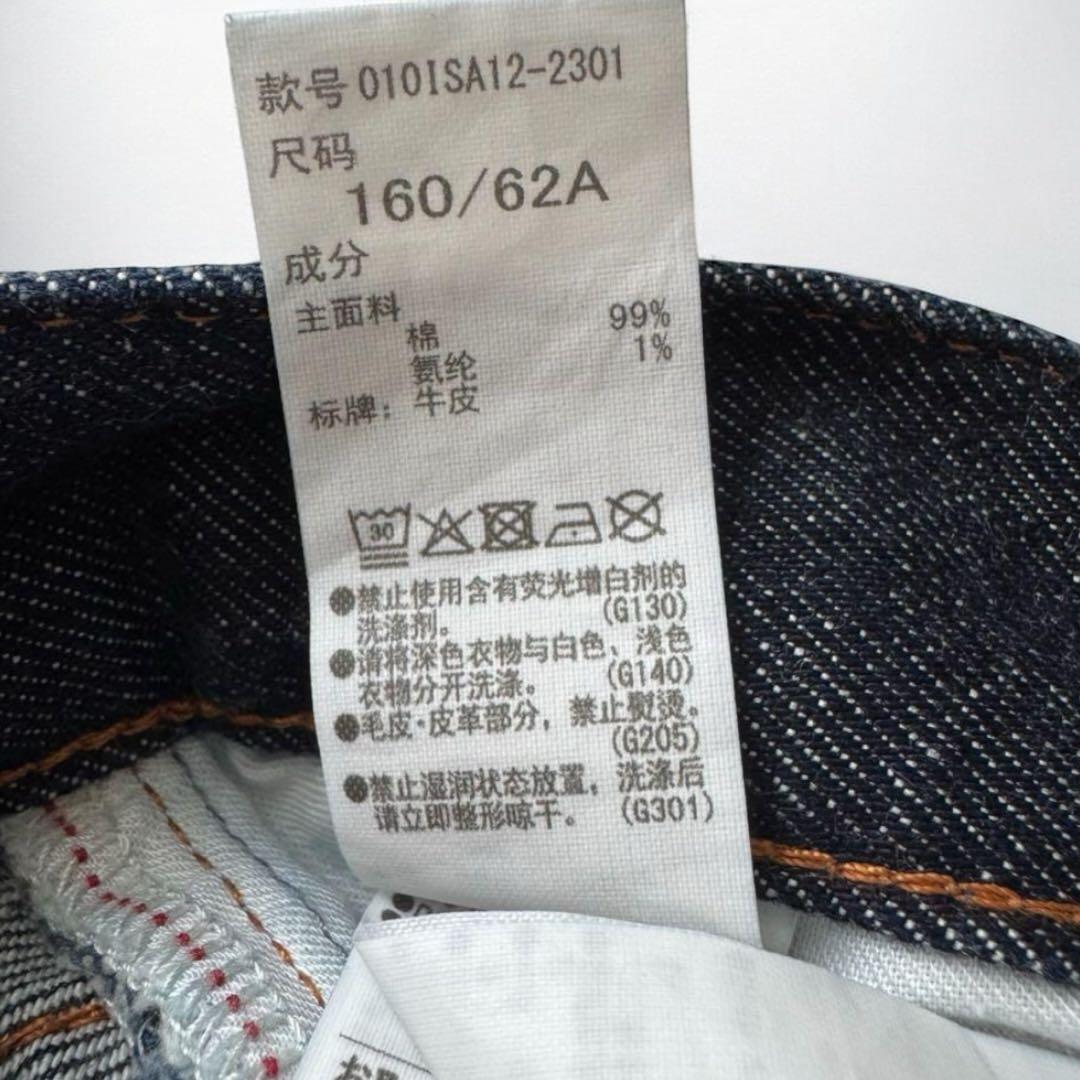 款号 010ISA12-2301
尺码
160/62A
成分
主面料
棉 99%
氨纶 1%
标牌: 牛皮
30
●禁止使用含有荧光增白剂的
洗涤剂。 (G130)
●请将深色衣物与白色、浅色
衣物分开洗涤。 (G140)
●毛皮·皮革部分, 禁止熨烫。
(G205)
●禁止湿润状态放置, 洗涤后
请立即整形晾干。 (G301)